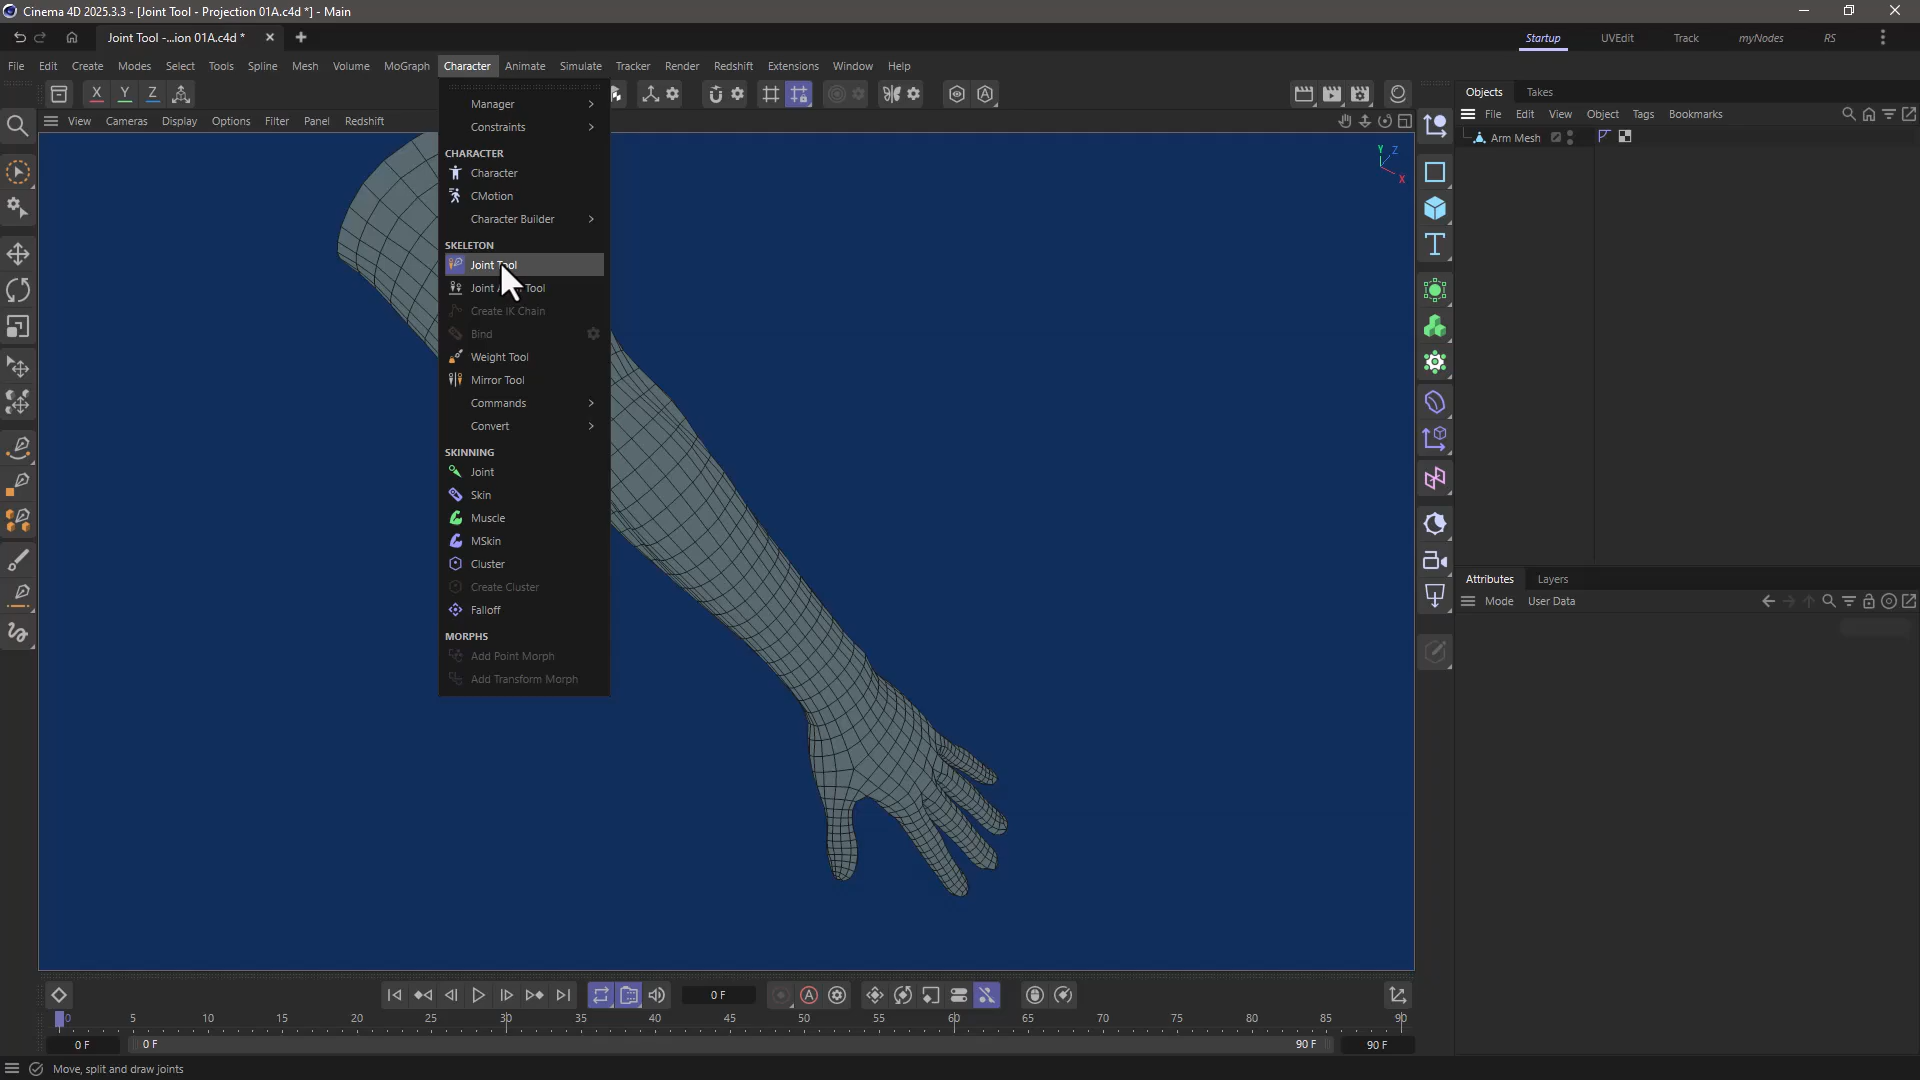 Cinema 4D 2025.3.3 - [Joint Tool - Projection 01A.c4d *] - Main
Joint Tool -...ion 01A.c4d *
Startup
UVEdit
Track
myNodes
RS
File
Edit
Create
Modes
Select
Tools
Spline
Mesh
Volume
MoGraph
Character
Animate
Simulate
Tracker
Render
Redshift
Extensions
Window
Help
X
Y
Z
View
Cameras
Display
Options
Filter
Panel
Redshift
Manager
Constraints
CHARACTER
Character
CMotion
Character Builder
SKELETON
Joint Tool
Joint Tool
Create IK Chain
Bind
Weight Tool
Mirror Tool
Commands
Convert
SKINNING
Joint
Skin
Muscle
MSkin
Cluster
Create Cluster
Falloff
MORPHS
Add Point Morph
Add Transform Morph
Y
Z
X
Objects
Takes
File
Edit
View
Object
Tags
Bookmarks
Arm Mesh
Attributes
Layers
Mode
User Data
0 F
0
5
10
15
20
25
30
35
40
45
50
55
60
65
70
75
80
85
90
0 F
0 F
90 F
90 F
Move, split and draw joints